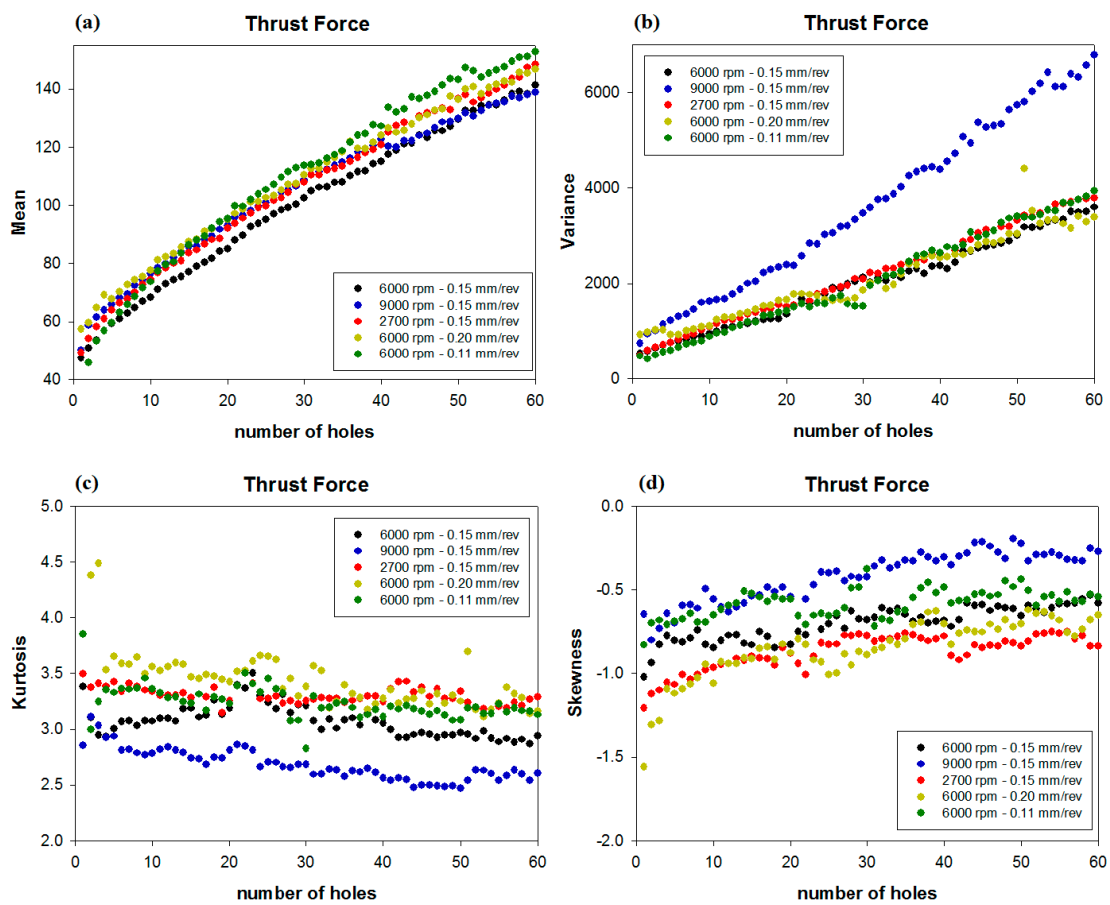 (a)
Thrust Force
Mean
140
120
100
80
60
40
0
10
20
30
40
50
60
number of holes
6000 rpm - 0.15 mm/rev
9000 rpm - 0.15 mm/rev
2700 rpm - 0.15 mm/rev
6000 rpm - 0.20 mm/rev
6000 rpm - 0.11 mm/rev
(b)
Thrust Force
Variance
6000
4000
2000
0
0
10
20
30
40
50
60
number of holes
6000 rpm - 0.15 mm/rev
9000 rpm - 0.15 mm/rev
2700 rpm - 0.15 mm/rev
6000 rpm - 0.20 mm/rev
6000 rpm - 0.11 mm/rev
(c)
Thrust Force
Kurtosis
5.0
4.5
4.0
3.5
3.0
2.5
2.0
0
10
20
30
40
50
60
number of holes
6000 rpm - 0.15 mm/rev
9000 rpm - 0.15 mm/rev
2700 rpm - 0.15 mm/rev
6000 rpm - 0.20 mm/rev
6000 rpm - 0.11 mm/rev
(d)
Thrust Force
Skewness
0.0
-0.5
-1.0
-1.5
-2.0
0
10
20
30
40
50
60
number of holes
6000 rpm - 0.15 mm/rev
9000 rpm - 0.15 mm/rev
2700 rpm - 0.15 mm/rev
6000 rpm - 0.20 mm/rev
6000 rpm - 0.11 mm/rev